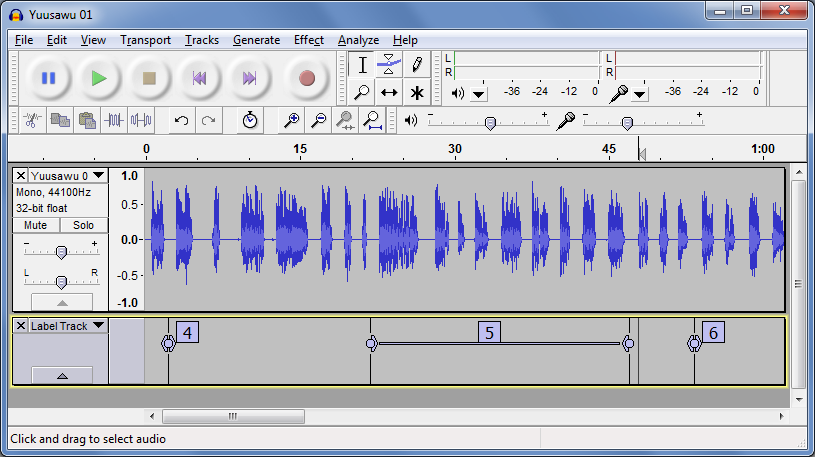 Yuusawu 01
File Edit View Transport Tracks Generate Effect Analyze Help
L
R
-36 -24 -12 0
L
R
-36 -24 -12 0
- +
- +
0 15 30 45 1:00
Yuusawu 0
Mono, 44100Hz
32-bit float
Mute Solo
- +
L R
1.0
0.5-
0.0-
-0.5-
-1.0
Label Track
4
5
6
Click and drag to select audio